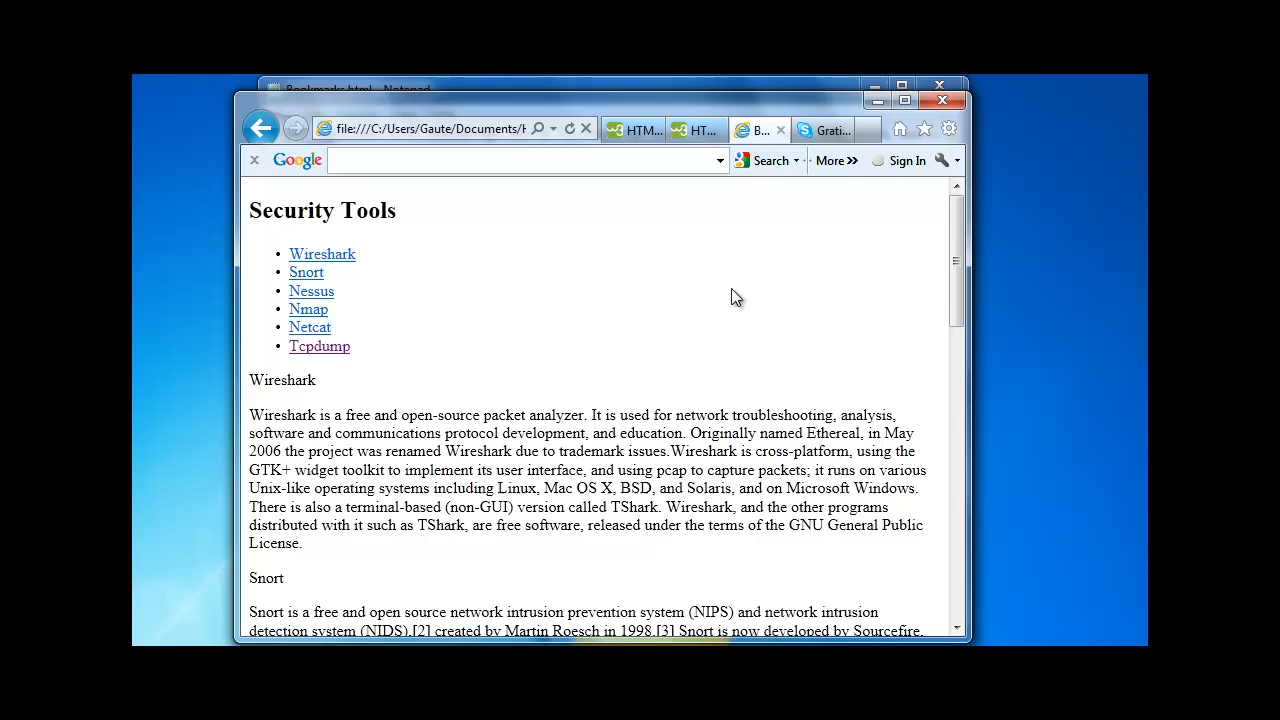 Bookmarks.html - Notepad
file:///C:/Users/Gaute/Documents/H
HTM...
HT...
B...
Grati...
x Google
Search
More »
Sign In
Security Tools
• Wireshark
• Snort
• Nessus
• Nmap
• Netcat
• Tcpdump
Wireshark
Wireshark is a free and open-source packet analyzer. It is used for network troubleshooting, analysis,
software and communications protocol development, and education. Originally named Ethereal, in May
2006 the project was renamed Wireshark due to trademark issues.Wireshark is cross-platform, using the
GTK+ widget toolkit to implement its user interface, and using pcap to capture packets; it runs on various
Unix-like operating systems including Linux, Mac OS X, BSD, and Solaris, and on Microsoft Windows.
There is also a terminal-based (non-GUI) version called TShark. Wireshark, and the other programs
distributed with it such as TShark, are free software, released under the terms of the GNU General Public
License.
Snort
Snort is a free and open source network intrusion prevention system (NIPS) and network intrusion
detection system (NIDS),[2] created by Martin Roesch in 1998.[3] Snort is now developed by Sourcefire,